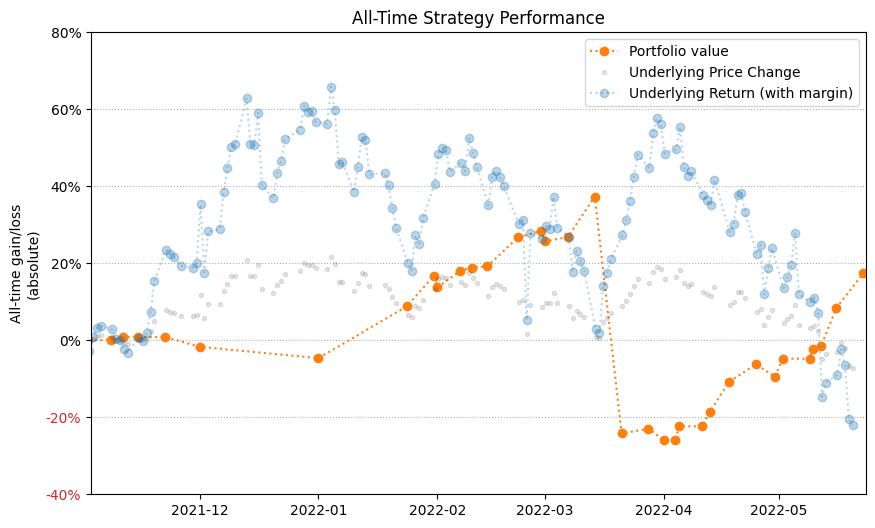 All-Time Strategy Performance
80%
60%
40%
20%
0%
-20%
-40%
All-time gain/loss
(absolute)
Portfolio value
Underlying Price Change
Underlying Return (with margin)
2021-12
2022-01
2022-02
2022-03
2022-04
2022-05